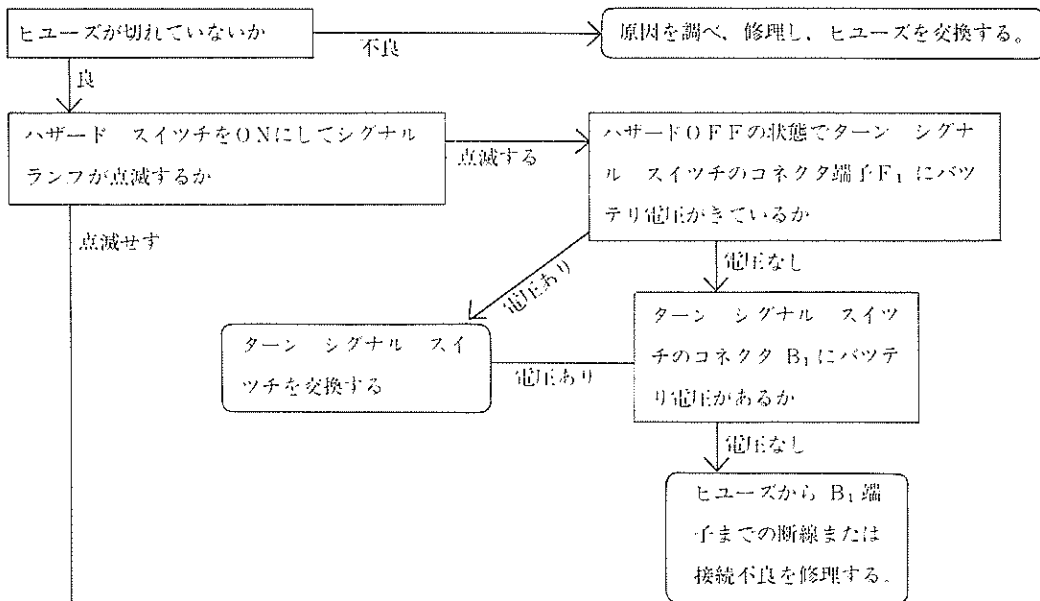 ヒユーズが切れていないか
不良
原因を調べ、修理し、ヒユーズを交換する。
良
ハザード スイツチをONにしてシグナル
ランプが点滅するか
点滅する
ハザードOFFの状態でターン シグナ
ル スイツチのコネクタ端子F₁にバツ
テリ電圧がきているか
点滅せず
電圧あり
電圧なし
ターン シグナル スイ
ツチを交換する
電圧あり
ターン シグナル スイツ
チのコネクタ B₁にバツテ
リ電圧があるか
電圧なし
ヒユーズから B₁端
子までの断線または
接続不良を修理する。